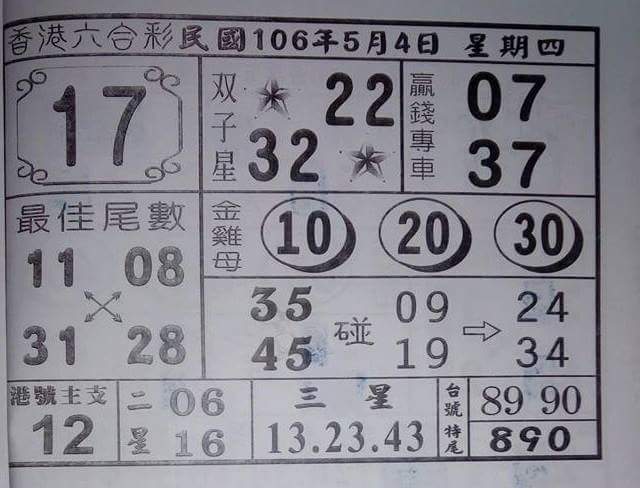 香港六合彩民國106年5月4日 星期四
17
双子星
22
32
贏錢專車
07
37
最佳尾數
11 08
31 28
金雞母
10 20 30
35
45
碰
09
19
24
34
港號主支
12
二星
06
16
三星
13.23.43
台號特尾
89 90
890